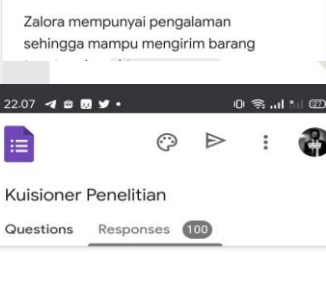 Zalora mempunyai pengalaman
sehingga mampu mengirim barang
22.07
Kuisioner Penelitian
Questions Responses 100